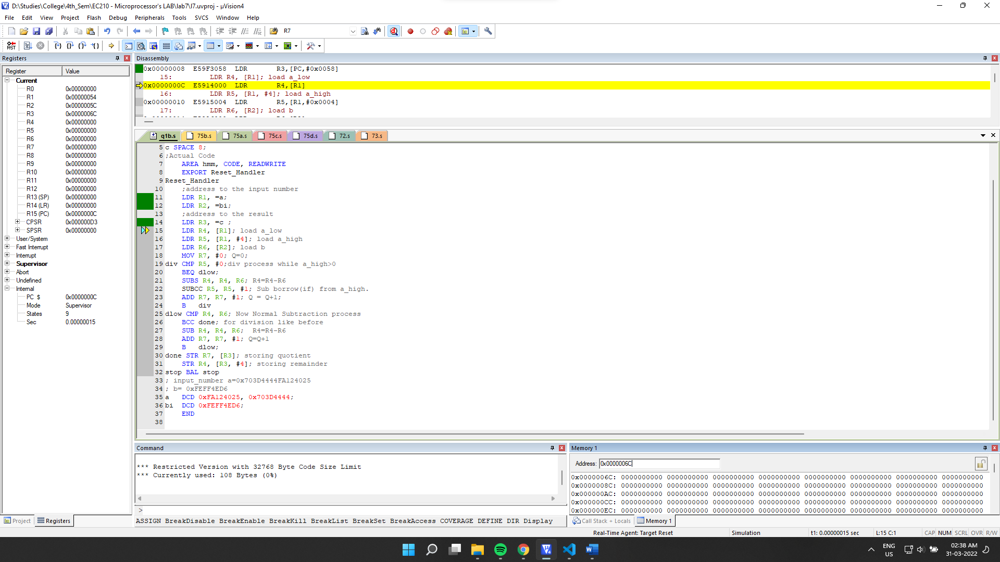 D:\Studies\College\4th_Sem\EC210 - Microprocessor's LAB\lab7\l7.uvproj - µVision4
File Edit View Project Flash Debug Peripherals Tools SVCS Window Help
R7
RST
Registers
Register Value
Current
R0 0x00000000
R1 0x00000054
R2 0x0000005C
R3 0x0000006C
R4 0x00000000
R5 0x00000000
R6 0x00000000
R7 0x00000000
R8 0x00000000
R9 0x00000000
R10 0x00000000
R11 0x00000000
R12 0x00000000
R13 (SP) 0x00000000
R14 (LR) 0x00000000
R15 (PC) 0x0000000C
CPSR 0x000000D3
SPSR 0x00000000
User/System
Fast Interrupt
Interrupt
Supervisor
Abort
Undefined
Internal
PC $ 0x0000000C
Mode Supervisor
States 9
Sec 0.00000015
Project Registers
Disassembly
0x00000008 E59F3058 LDR R3,[PC,#0x0058]
15: LDR R4, [R1]; load a_low
0x0000000C E5914000 LDR R4,[R1]
16: LDR R5, [R1, #4]; load a_high
0x00000010 E5915004 LDR R5,[R1,#0x0004]
17: LDR R6, [R2]; load b
q1b.s 75b.s 75a.s 75c.s 75d.s 72.s 73.s
5 c SPACE 8;
6 ;Actual Code
7 AREA hmm, CODE, READWRITE
8 EXPORT Reset_Handler
9 Reset_Handler
10 ;address to the input number
11 LDR R1, =a;
12 LDR R2, =bi;
13 ;address to the result
14 LDR R3, =c ;
15 LDR R4, [R1]; load a_low
16 LDR R5, [R1, #4]; load a_high
17 LDR R6, [R2]; load b
18 MOV R7, #0; Q=0;
19 div CMP R5, #0;div process while a_high>0
20 BEQ dlow;
21 SUBS R4, R4, R6; R4=R4-R6
22 SUBCC R5, R5, #1; Sub borrow(if) from a_high.
23 ADD R7, R7, #1; Q = Q+1;
24 B div
25 dlow CMP R4, R6; Now Normal Subtraction process
26 BCC done; for division like before
27 SUB R4, R4, R6; R4=R4-R6
28 ADD R7, R7, #1; Q=Q+1
29 B dlow;
30 done STR R7, [R3]; storing quotient
31 STR R4, [R3, #4]; storing remainder
32 stop BAL stop
33 ; input_number a=0x703D4444FA124025
34 ; b= 0xFEFF4ED6
35 a DCD 0xFA124025, 0x703D4444;
36 bi DCD 0xFEFF4ED6;
37 END
38
Command
*** Restricted Version with 32768 Byte Code Size Limit
*** Currently used: 108 Bytes (0%)
>
ASSIGN BreakDisable BreakEnable BreakKill BreakList BreakSet BreakAccess COVERAGE DEFINE DIR Display
Memory 1
Address: 0x0000006C
0x0000006C: 0000000000 0000000000 0000000000 0000000000 0000000000 0000000000 0000000000 0000000000
0x0000008C: 0000000000 0000000000 0000000000 0000000000 0000000000 0000000000 0000000000 0000000000
0x000000AC: 0000000000 0000000000 0000000000 0000000000 0000000000 0000000000 0000000000 0000000000
0x000000CC: 0000000000 0000000000 0000000000 0000000000 0000000000 0000000000 0000000000 0000000000
0x000000EC: 0000000000 0000000000 0000000000 0000000000 0000000000 0000000000 0000000000 0000000000
Call Stack + Locals Memory 1
Real-Time Agent: Target Reset Simulation t1: 0.00000015 sec L:15 C:1 CAP NUM SCRL OVR R/W
ENG
US
02:38 AM
31-03-2022